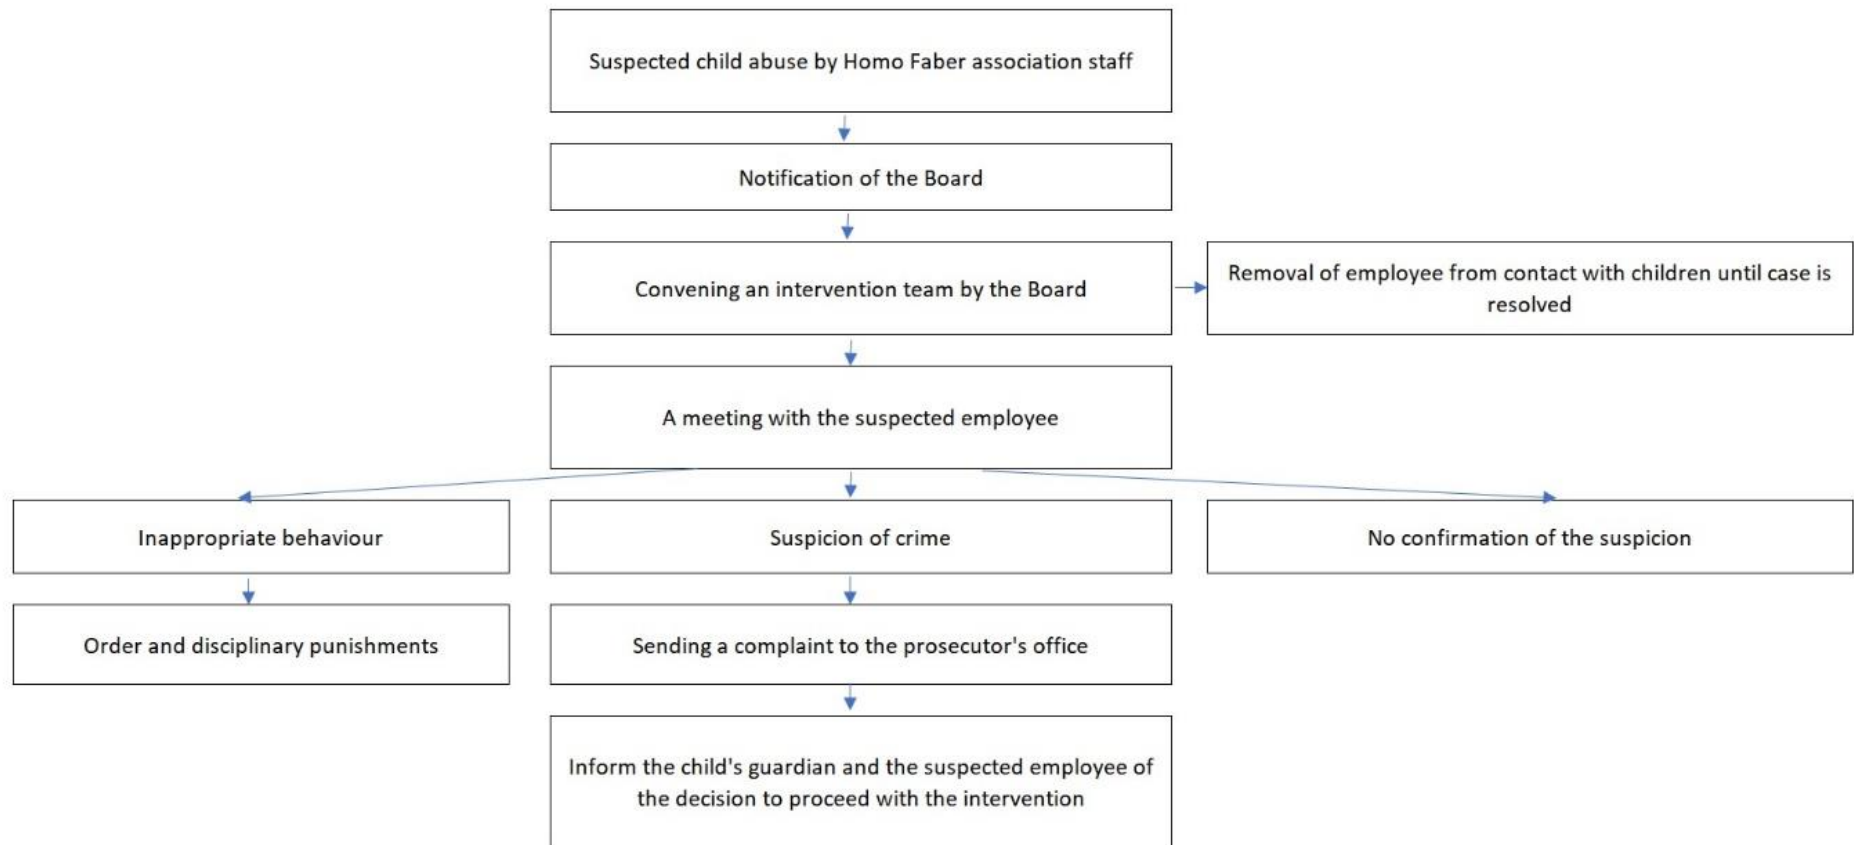 Suspected child abuse by Homo Faber association staff
Notification of the Board
Convening an intervention team by the Board
Removal of employee from contact with children until case is
resolved
A meeting with the suspected employee
Inappropriate behaviour
Suspicion of crime
No confirmation of the suspicion
Order and disciplinary punishments
Sending a complaint to the prosecutor's office
Inform the child's guardian and the suspected employee of
the decision to proceed with the intervention